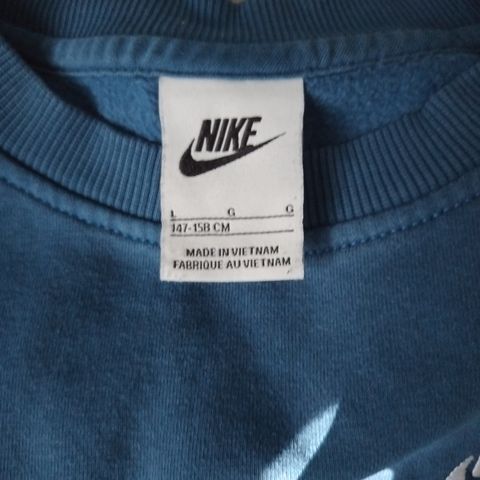 NIKE
L G G
147-158 CM
MADE IN VIETNAM
FABRIQUE AU VIETNAM